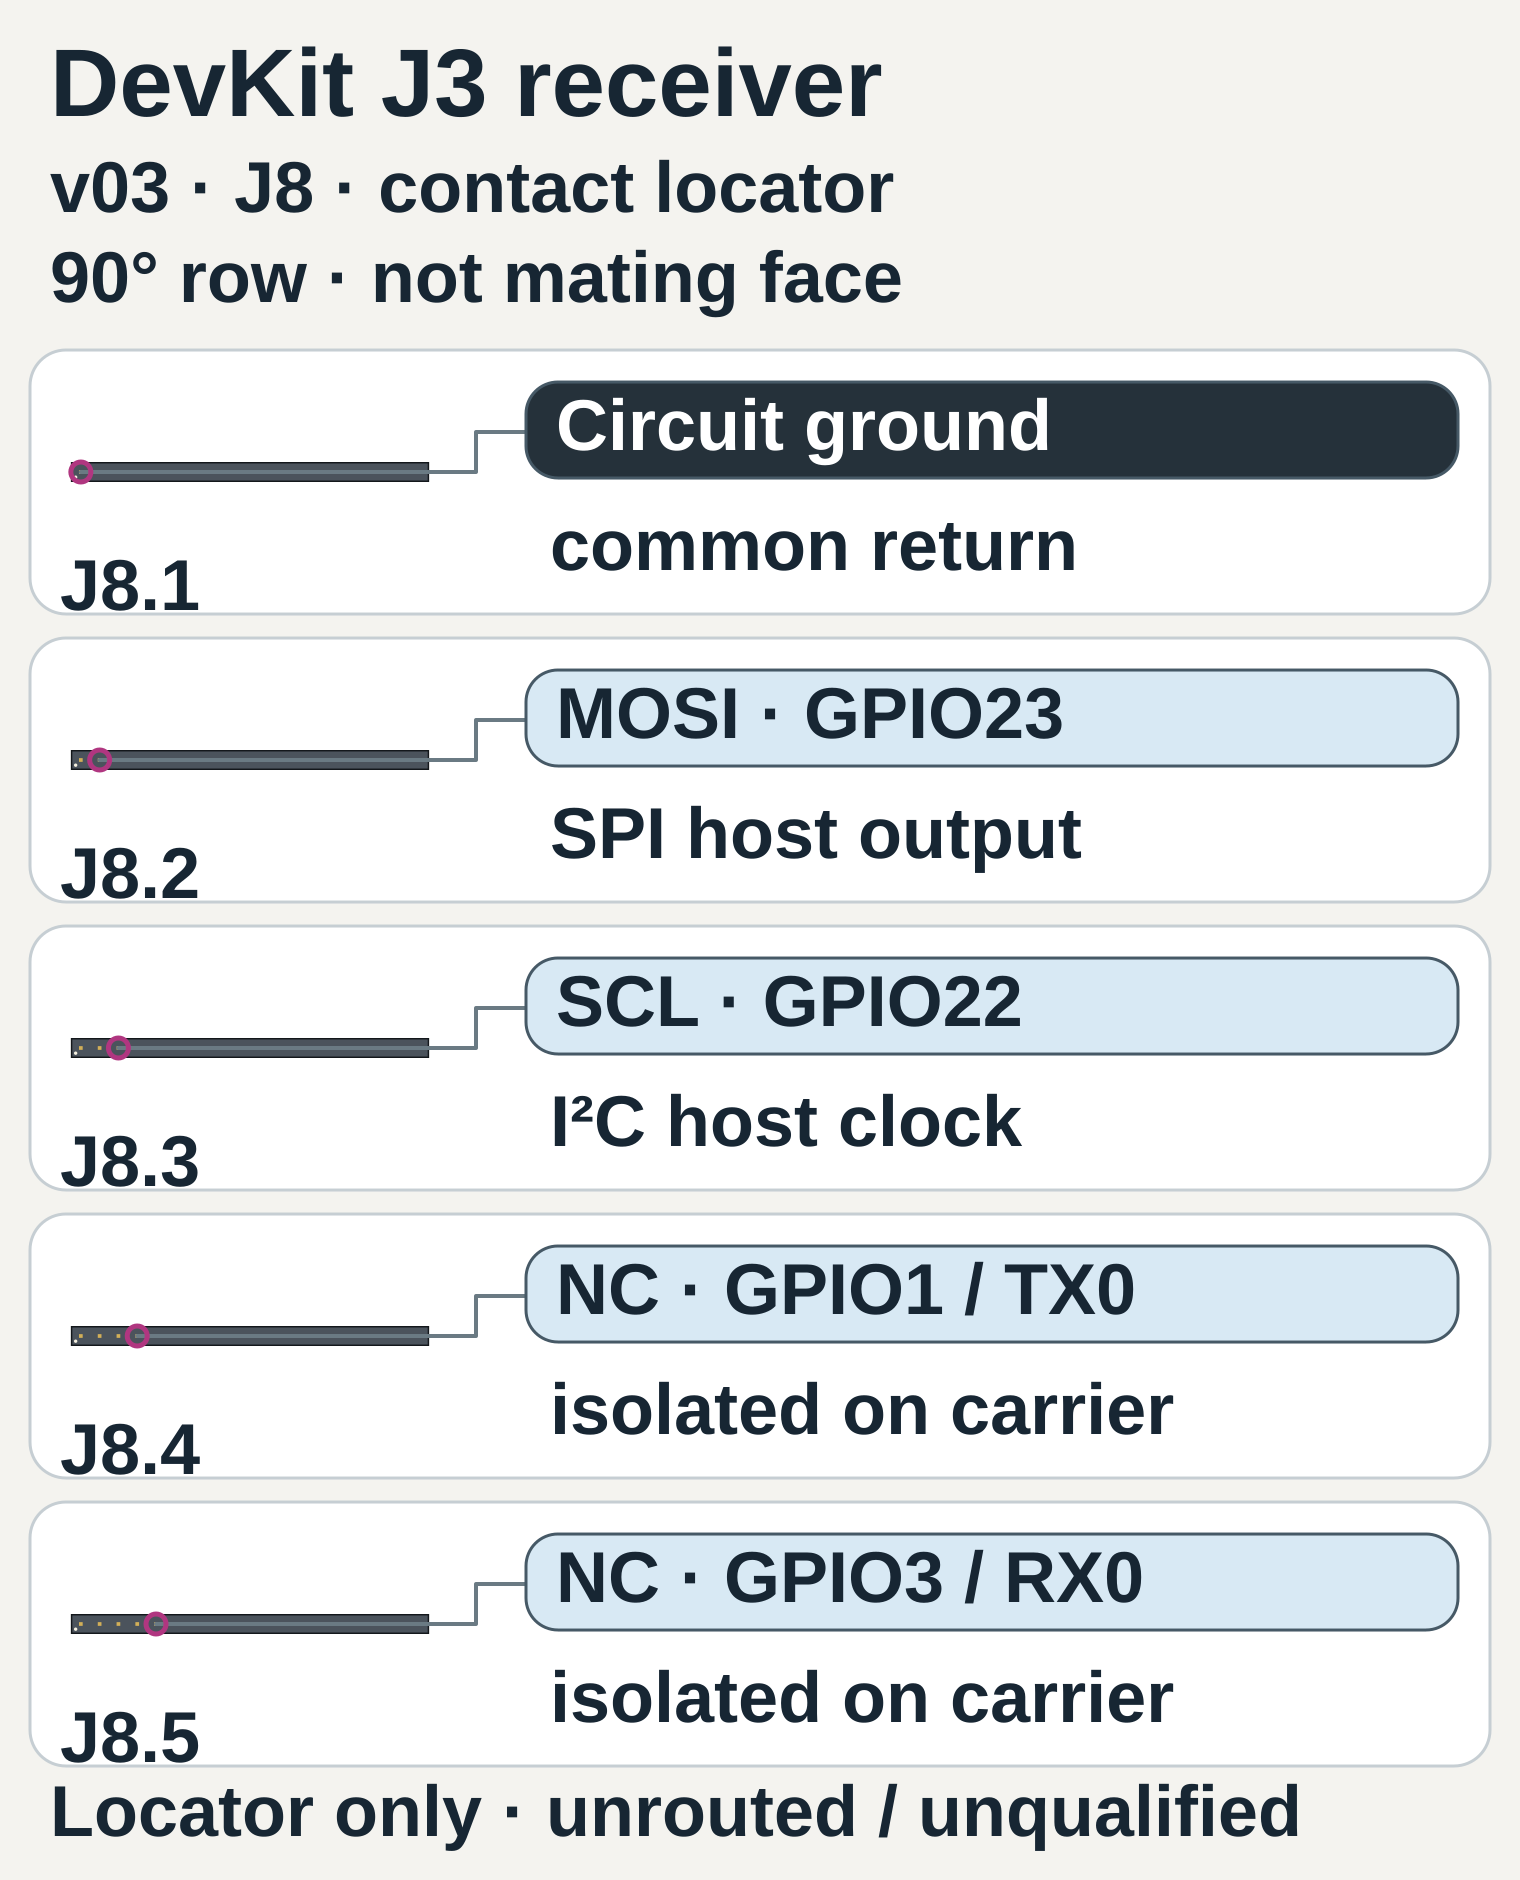 DevKit J3 receiver
v03 · J8 · contact locator
90° row · not mating face
Circuit ground
common return
J8.1
MOSI · GPIO23
SPI host output
J8.2
SCL · GPIO22
I²C host clock
J8.3
NC · GPIO1 / TX0
isolated on carrier
J8.4
NC · GPIO3 / RX0
isolated on carrier
J8.5
Locator only · unrouted / unqualified